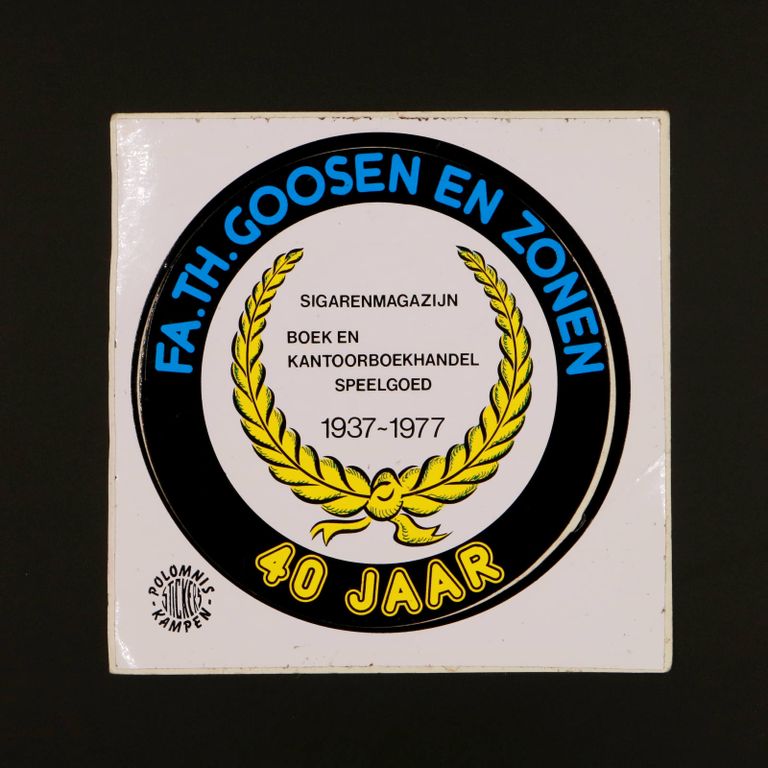 FA.TH.GOOSEN EN ZONEN
SIGARENMAGAZIJN
BOEK EN
KANTOORBOEKHANDEL
SPEELGOED
1937~1977
40 JAAR
POLOMNIS
STICKERS
- KAMPEN -